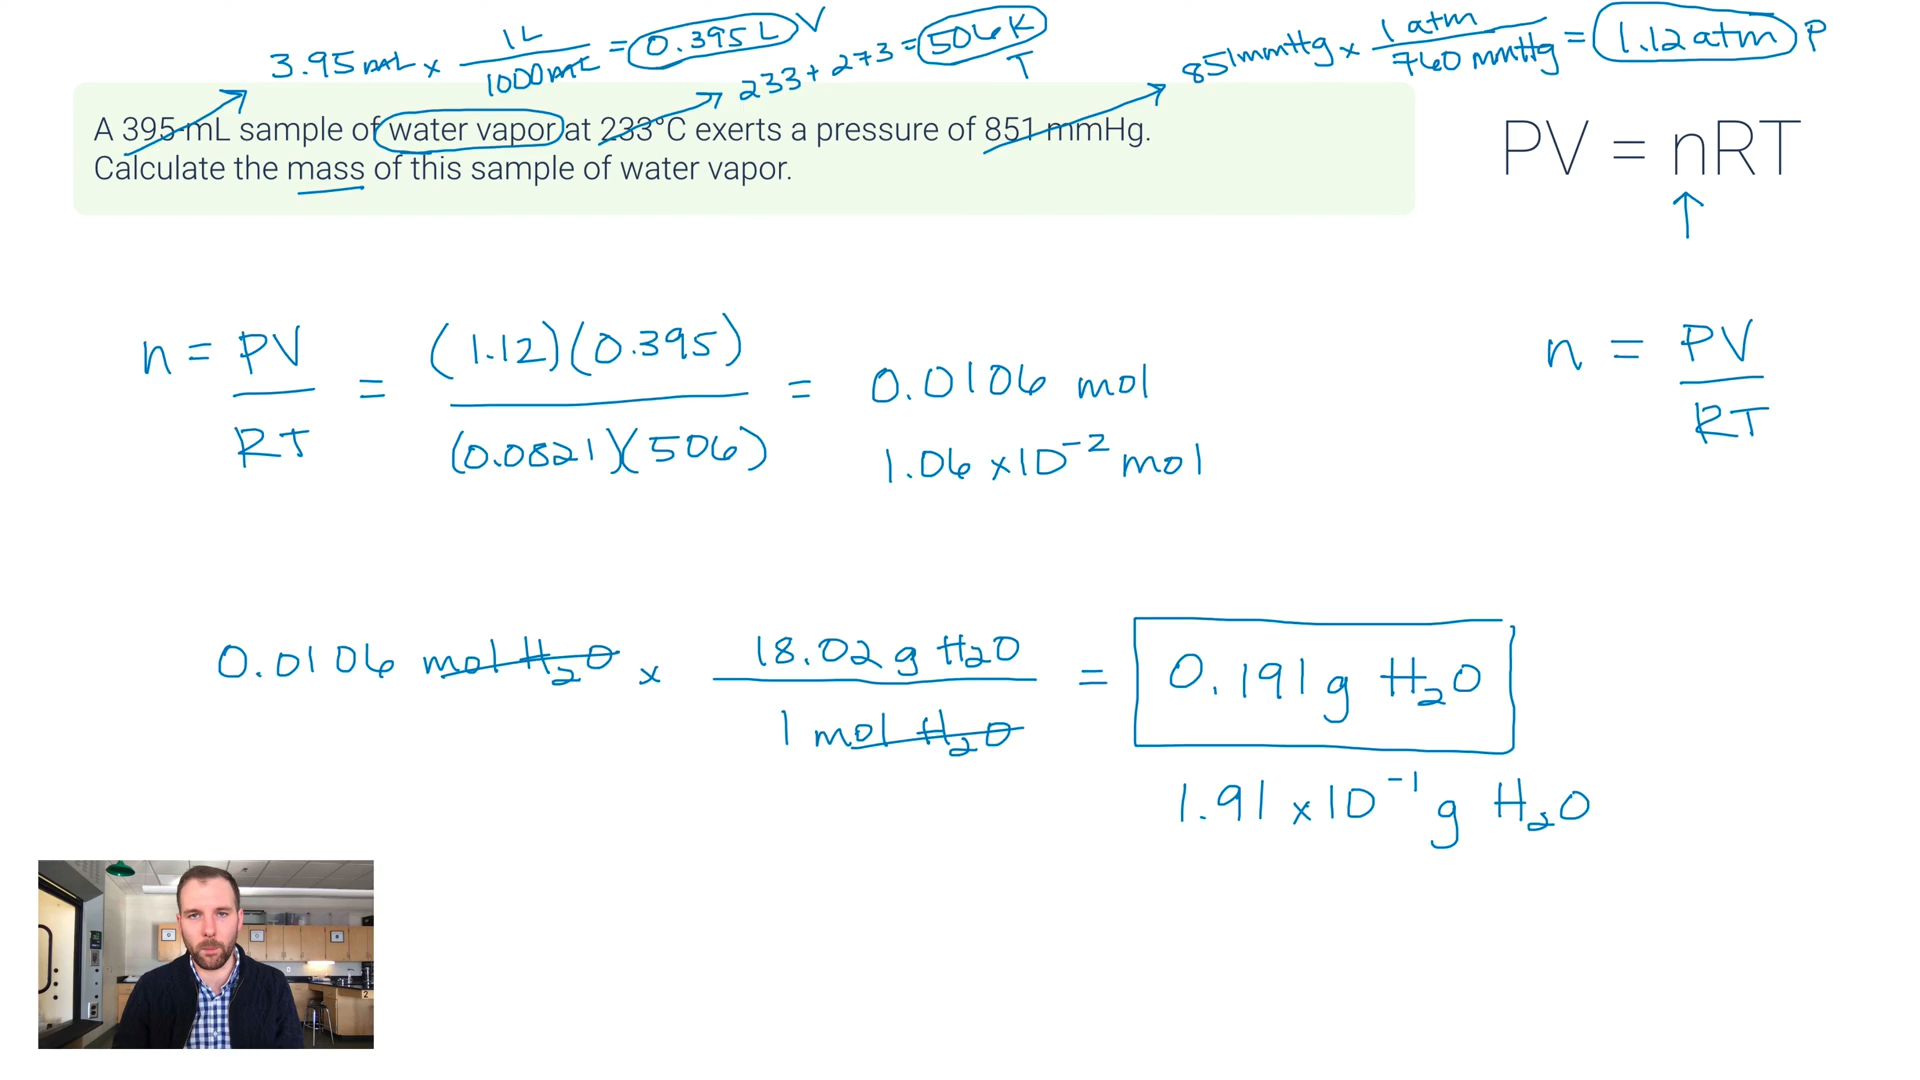 3.95 mL x 1L / 1000 mL = 0.395 L V
233 + 273 = 506 K T
851 mmHg x 1 atm / 760 mmHg = 1.12 atm P
A 395-mL sample of water vapor at 233°C exerts a pressure of 851 mmHg.
Calculate the mass of this sample of water vapor.
PV = nRT
n = PV / RT = (1.12)(0.395) / (0.0821)(506) = 0.0106 mol
1.06 x 10⁻² mol
n = PV / RT
0.0106 mol H₂O x 18.02 g H₂O / 1 mol H₂O = 0.191 g H₂O
1.91 x 10⁻¹ g H₂O